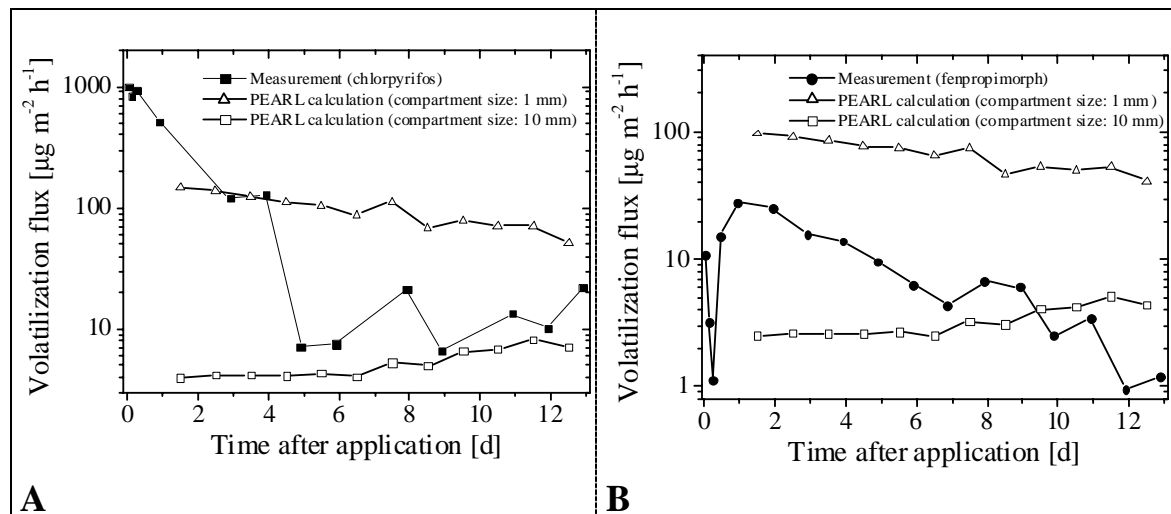 Volatilization flux [µg m-2 h-1]
1000
100
10
Measurement (chlorpyrifos)
PEARL calculation (compartment size: 1 mm)
PEARL calculation (compartment size: 10 mm)
0 2 4 6 8 10 12
Time after application [d]
A
Volatilization flux [µg m-2 h-1]
100
10
1
Measurement (fenpropimorph)
PEARL calculation (compartment size: 1 mm)
PEARL calculation (compartment size: 10 mm)
0 2 4 6 8 10 12
Time after application [d]
B